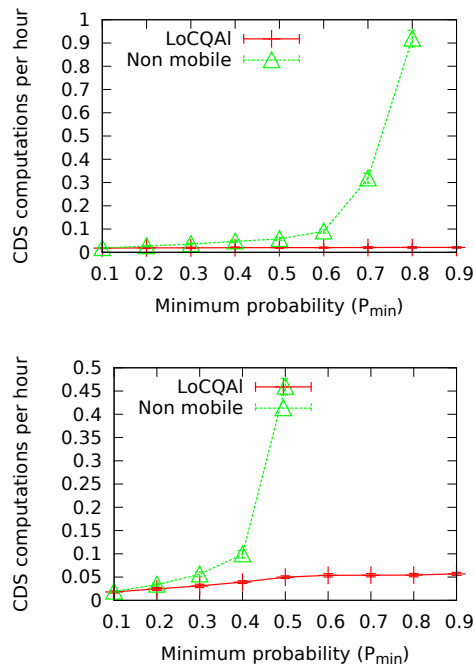 1
0.9
0.8
0.7
0.6
0.5
0.4
0.3
0.2
0.1
0
CDS computations per hour
LoCQAI
Non mobile
0.1 0.2 0.3 0.4 0.5 0.6 0.7 0.8 0.9
Minimum probability (Pmin)
0.5
0.45
0.4
0.35
0.3
0.25
0.2
0.15
0.1
0.05
0
CDS computations per hour
LoCQAI
Non mobile
0.1 0.2 0.3 0.4 0.5 0.6 0.7 0.8 0.9
Minimum probability (Pmin)